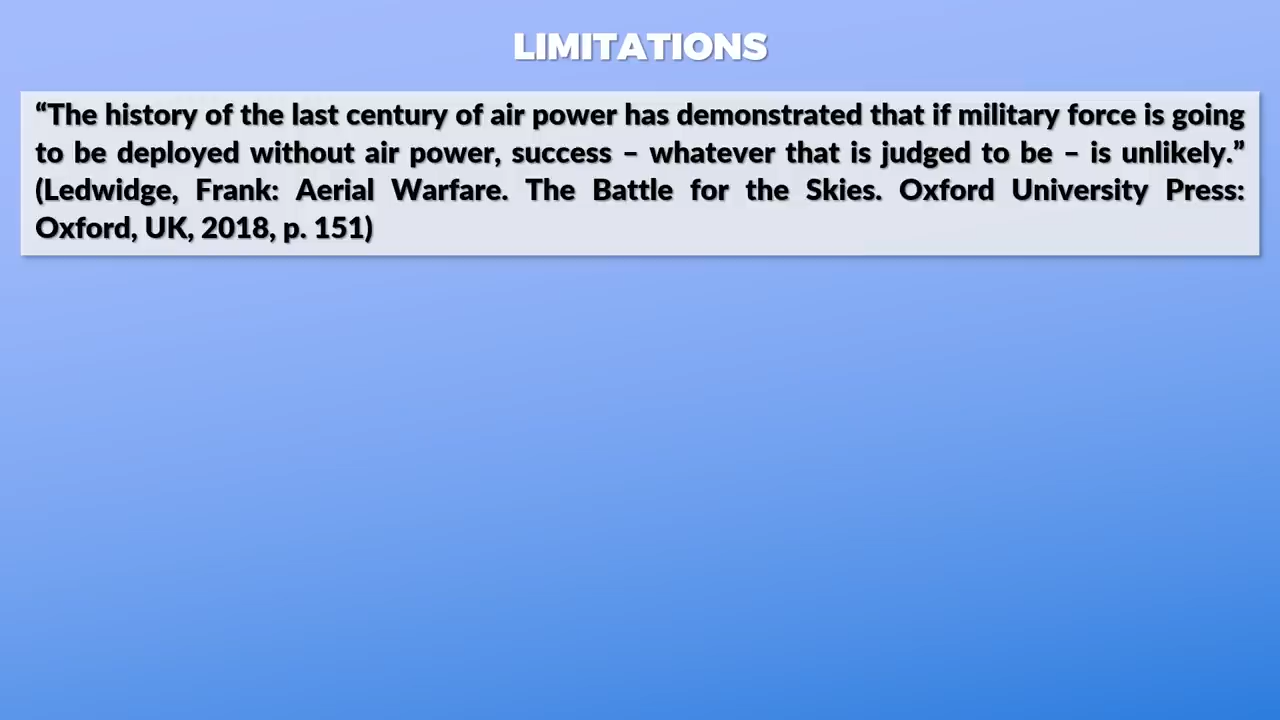 LIMITATIONS
“The history of the last century of air power has demonstrated that if military force is going
to be deployed without air power, success – whatever that is judged to be – is unlikely.”
(Ledwidge, Frank: Aerial Warfare. The Battle for the Skies. Oxford University Press:
Oxford, UK, 2018, p. 151)